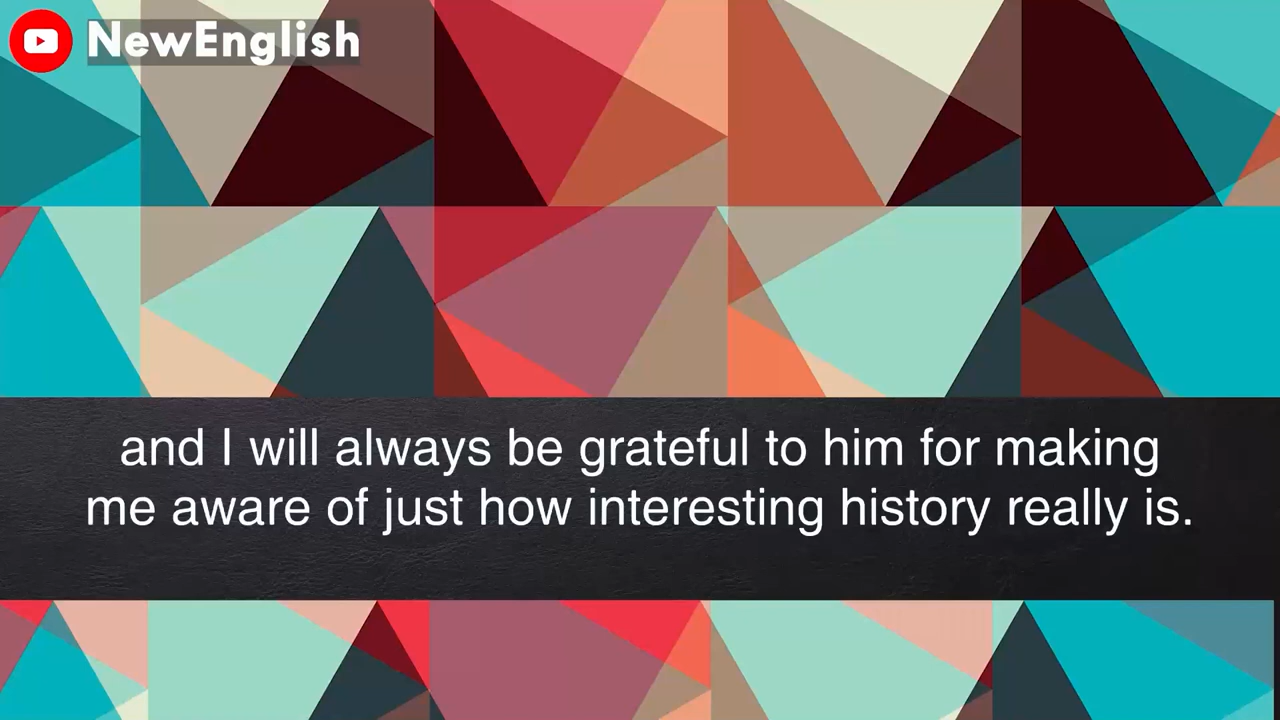 NewEnglish
and I will always be grateful to him for making
me aware of just how interesting history really is.